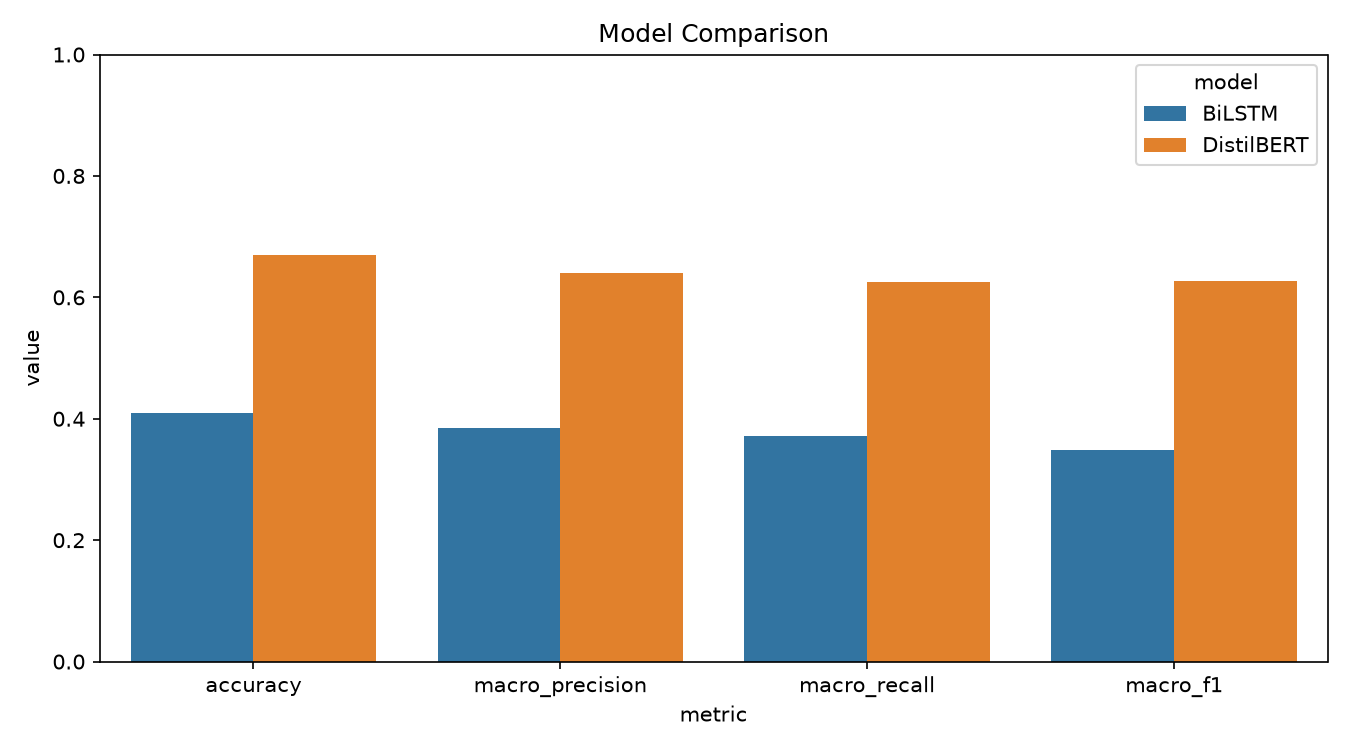 Model Comparison
model
BiLSTM
DistilBERT
1.0
0.8
0.6
0.4
0.2
0.0
value
accuracy macro_precision macro_recall macro_f1
metric